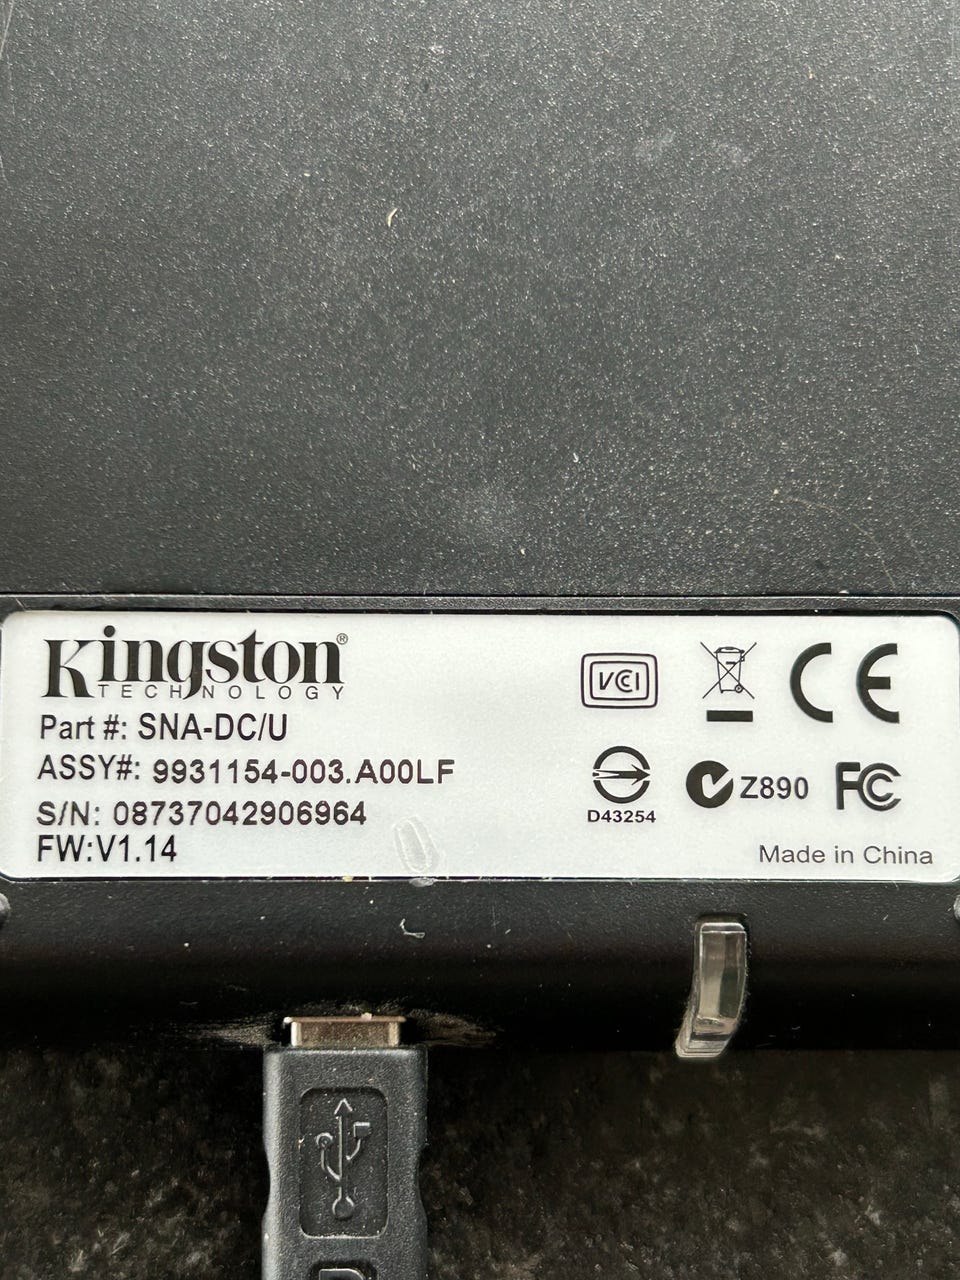 Kingston®
TECHNOLOGY
Part #: SNA-DC/U
ASSY#: 9931154-003.A00LF
S/N: 08737042906964
FW:V1.14
VCI
CE
D43254
Z890
FC
Made in China